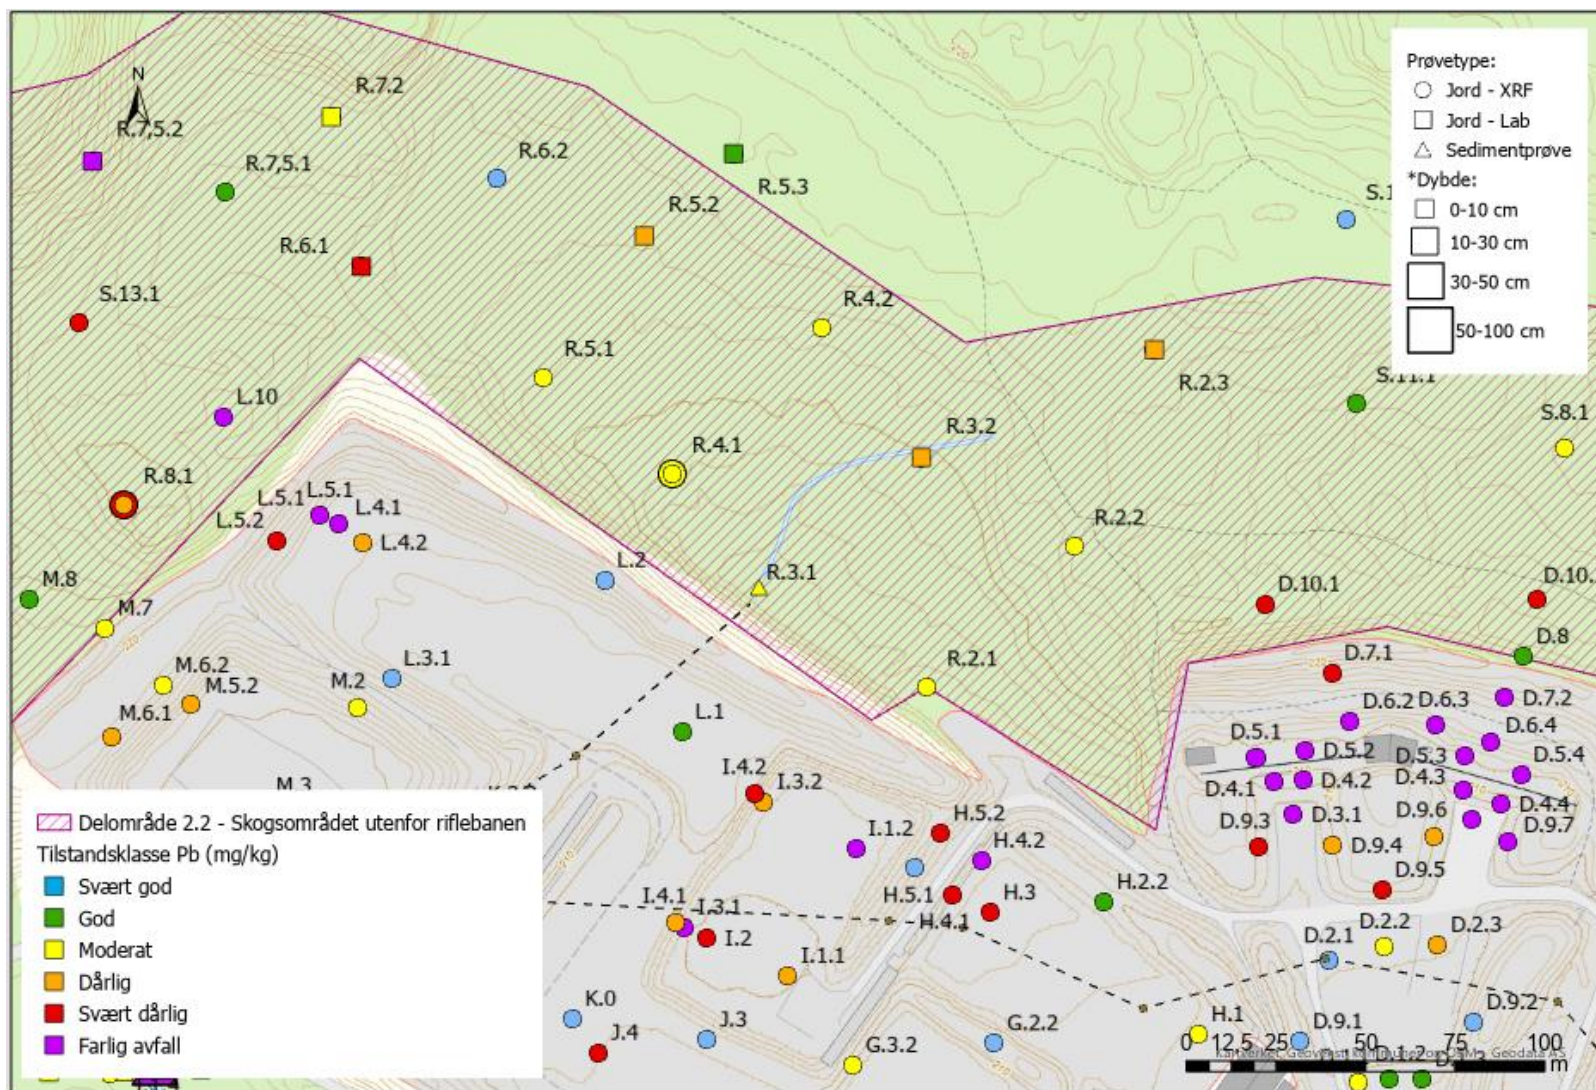 N
R.7.2
R.7,5.2
R.7,5.1
R.6.2
R.5.3
R.5.2
R.6.1
S.13.1
R.4.2
R.5.1
R.2.3
S.11.1
S.8.1
L.10
R.3.2
R.4.1
R.8.1
L.5.1
L.5.1
L.4.1
L.5.2
L.4.2
R.2.2
L.2
R.3.1
M.8
M.7
D.10.1
D.8
R.2.1
D.7.1
L.3.1
M.6.2
M.5.2
M.2
M.6.1
L.1
D.7.2
D.6.2
D.6.3
D.6.4
D.5.1
D.5.2
D.5.3
D.5.4
D.4.1
D.4.2
D.4.3
D.4.4
M.3
I.4.2
I.3.2
I.1.2
H.5.2
H.4.2
D.9.3
D.3.1
D.9.6
D.9.7
D.9.4
D.9.5
H.5.1
H.3
H.4.1
H.2.2
I.4.1
I.3.1
I.2
I.1.1
D.2.1
D.2.2
D.2.3
K.0
J.4
J.3
G.3.2
G.2.2
H.1
D.9.1
D.9.2
D.1.2
Prøvetype:
Jord - XRF
Jord - Lab
Sedimentprøve
*Dybde:
0-10 cm
10-30 cm
30-50 cm
50-100 cm
Delområde 2.2 - Skogsområdet utenfor riflebanen
Tilstandsklasse Pb (mg/kg)
Svært god
God
Moderat
Dårlig
Svært dårlig
Farlig avfall
0 12,5 25 50 75 100
m